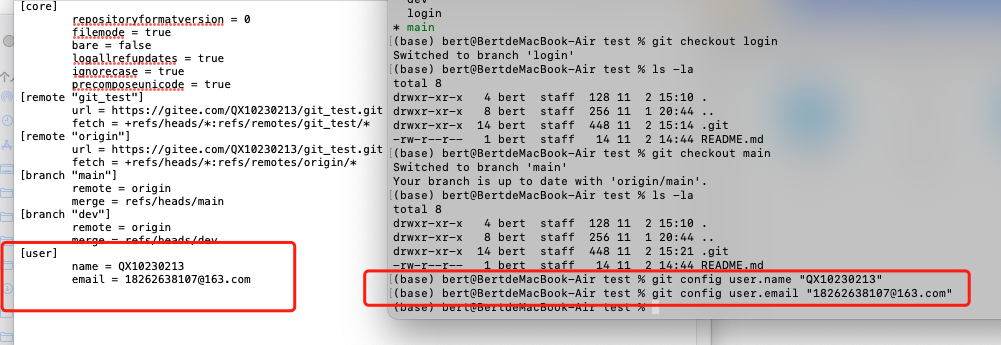 [core]
repositoryformatversion = 0
filemode = true
bare = false
logallrefupdates = true
ignorecase = true
precomposeunicode = true
[remote "git_test"]
url = https://gitee.com/QX10230213/git_test.git
fetch = +refs/heads/*:refs/remotes/git_test/*
[remote "origin"]
url = https://gitee.com/QX10230213/git_test.git
fetch = +refs/heads/*:refs/remotes/origin/*
[branch "main"]
remote = origin
merge = refs/heads/main
[branch "dev"]
remote = origin
merge = refs/heads/dev
[user]
name = QX10230213
email = 18262638107@163.com
dev
login
* main
[(base) bert@BertdeMacBook-Air test % git checkout login
Switched to branch 'login'
[(base) bert@BertdeMacBook-Air test % ls -la
total 8
drwxr-xr-x   4 bert  staff  128 11  2 15:10 .
drwxr-xr-x   8 bert  staff  256 11  1 20:44 ..
drwxr-xr-x  14 bert  staff  448 11  2 15:14 .git
-rw-r--r--   1 bert  staff   14 11  2 14:44 README.md
[(base) bert@BertdeMacBook-Air test % git checkout main
Switched to branch 'main'
Your branch is up to date with 'origin/main'.
[(base) bert@BertdeMacBook-Air test % ls -la
total 8
drwxr-xr-x   4 bert  staff  128 11  2 15:10 .
drwxr-xr-x   8 bert  staff  256 11  1 20:44 ..
drwxr-xr-x  14 bert  staff  448 11  2 15:21 .git
-rw-r--r--   1 bert  staff   14 11  2 14:44 README.md
[(base) bert@BertdeMacBook-Air test % git config user.name "QX10230213"
[(base) bert@BertdeMacBook-Air test % git config user.email "18262638107@163.com"
(base) bert@BertdeMacBook-Air test %